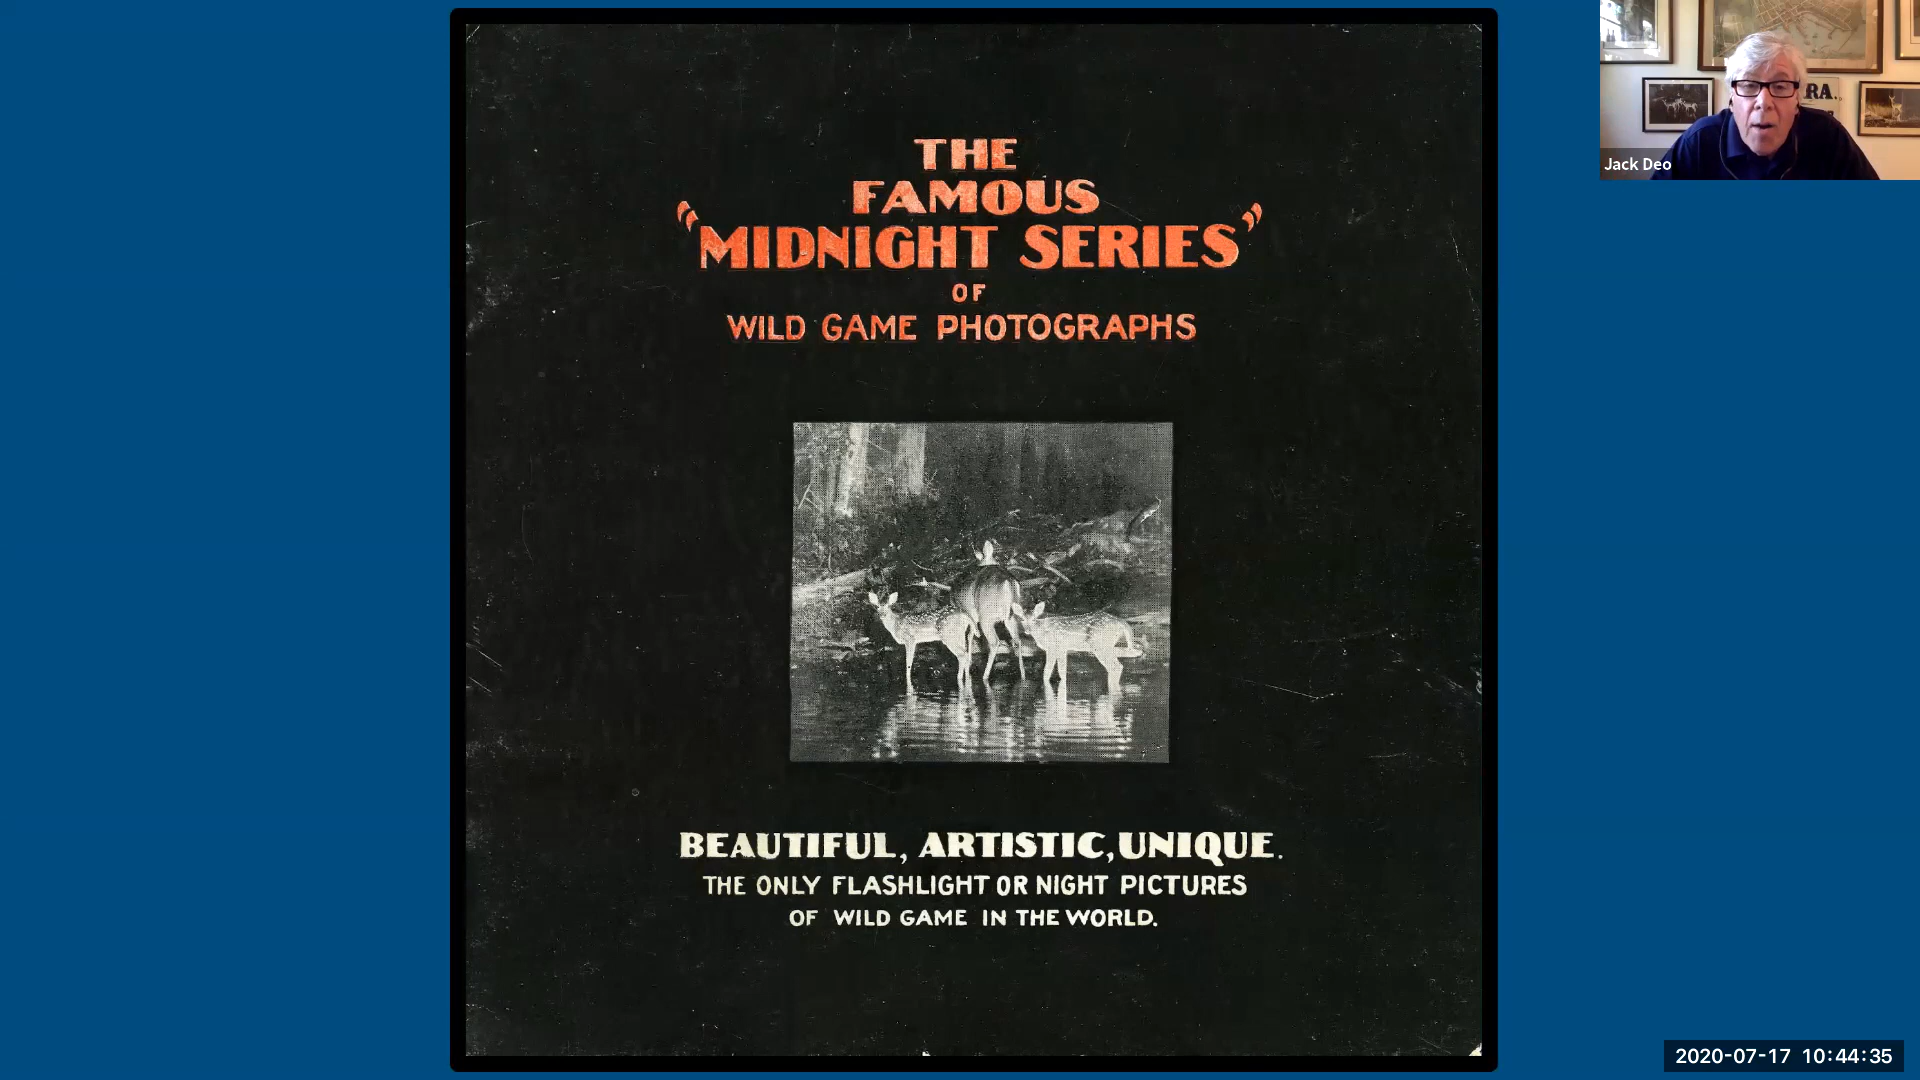 THE
FAMOUS
"MIDNIGHT SERIES"
OF
WILD GAME PHOTOGRAPHS
BEAUTIFUL, ARTISTIC, UNIQUE.
THE ONLY FLASHLIGHT OR NIGHT PICTURES
OF WILD GAME IN THE WORLD.
RA.
Jack Deo
2020-07-17 10:44:35